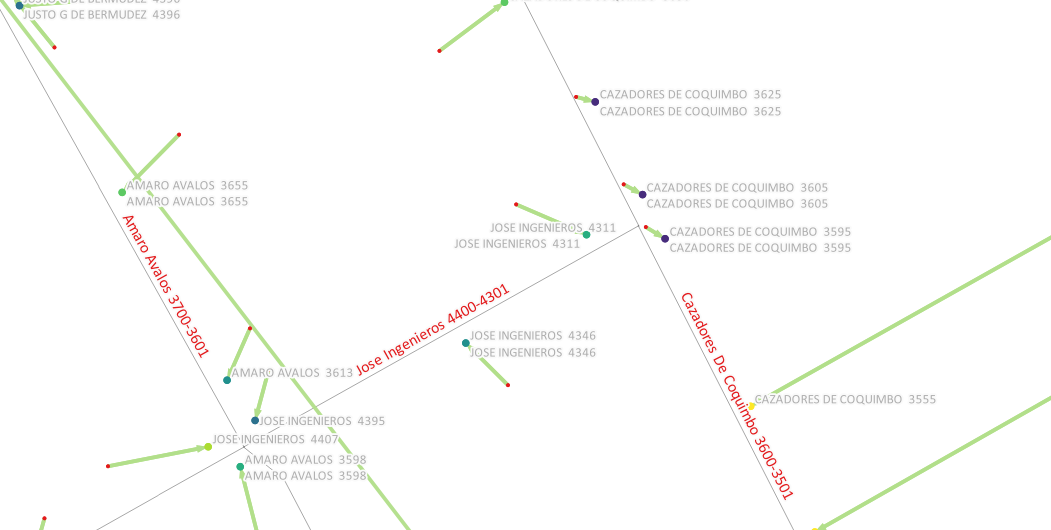 JUSTO G DE BERMUDEZ 4396
JUSTO G DE BERMUDEZ 4396
CAZADORES DE COQUIMBO 3625
CAZADORES DE COQUIMBO 3625
AMARO AVALOS 3655
AMARO AVALOS 3655
CAZADORES DE COQUIMBO 3605
CAZADORES DE COQUIMBO 3605
JOSE INGENIEROS 4311
JOSE INGENIEROS 4311
CAZADORES DE COQUIMBO 3595
CAZADORES DE COQUIMBO 3595
Amaro Avalos 3700-3601
Jose Ingenieros 4400-4301
Cazadores De Coquimbo 3600-3501
JOSE INGENIEROS 4346
JOSE INGENIEROS 4346
AMARO AVALOS 3613
CAZADORES DE COQUIMBO 3555
JOSE INGENIEROS 4395
JOSE INGENIEROS 4407
AMARO AVALOS 3598
AMARO AVALOS 3598